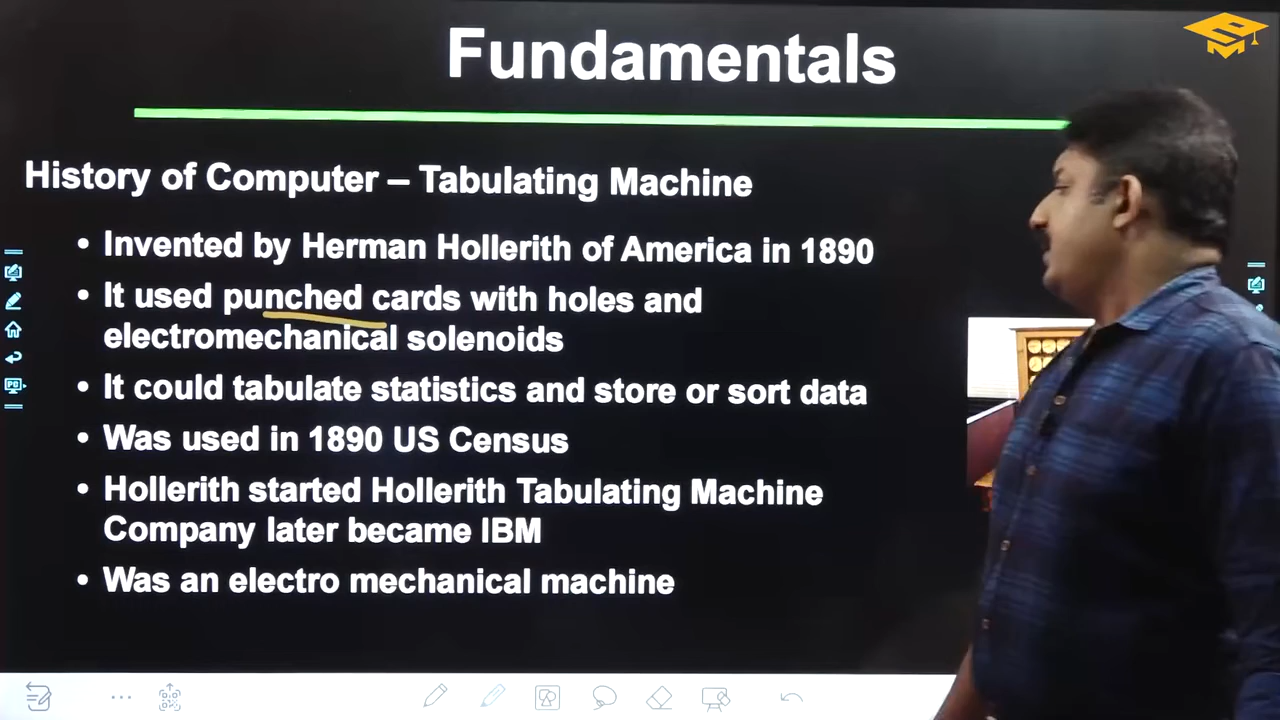 Fundamentals
History of Computer – Tabulating Machine
• Invented by Herman Hollerith of America in 1890
• It used punched cards with holes and
electromechanical solenoids
• It could tabulate statistics and store or sort data
• Was used in 1890 US Census
• Hollerith started Hollerith Tabulating Machine
Company later became IBM
• Was an electro mechanical machine